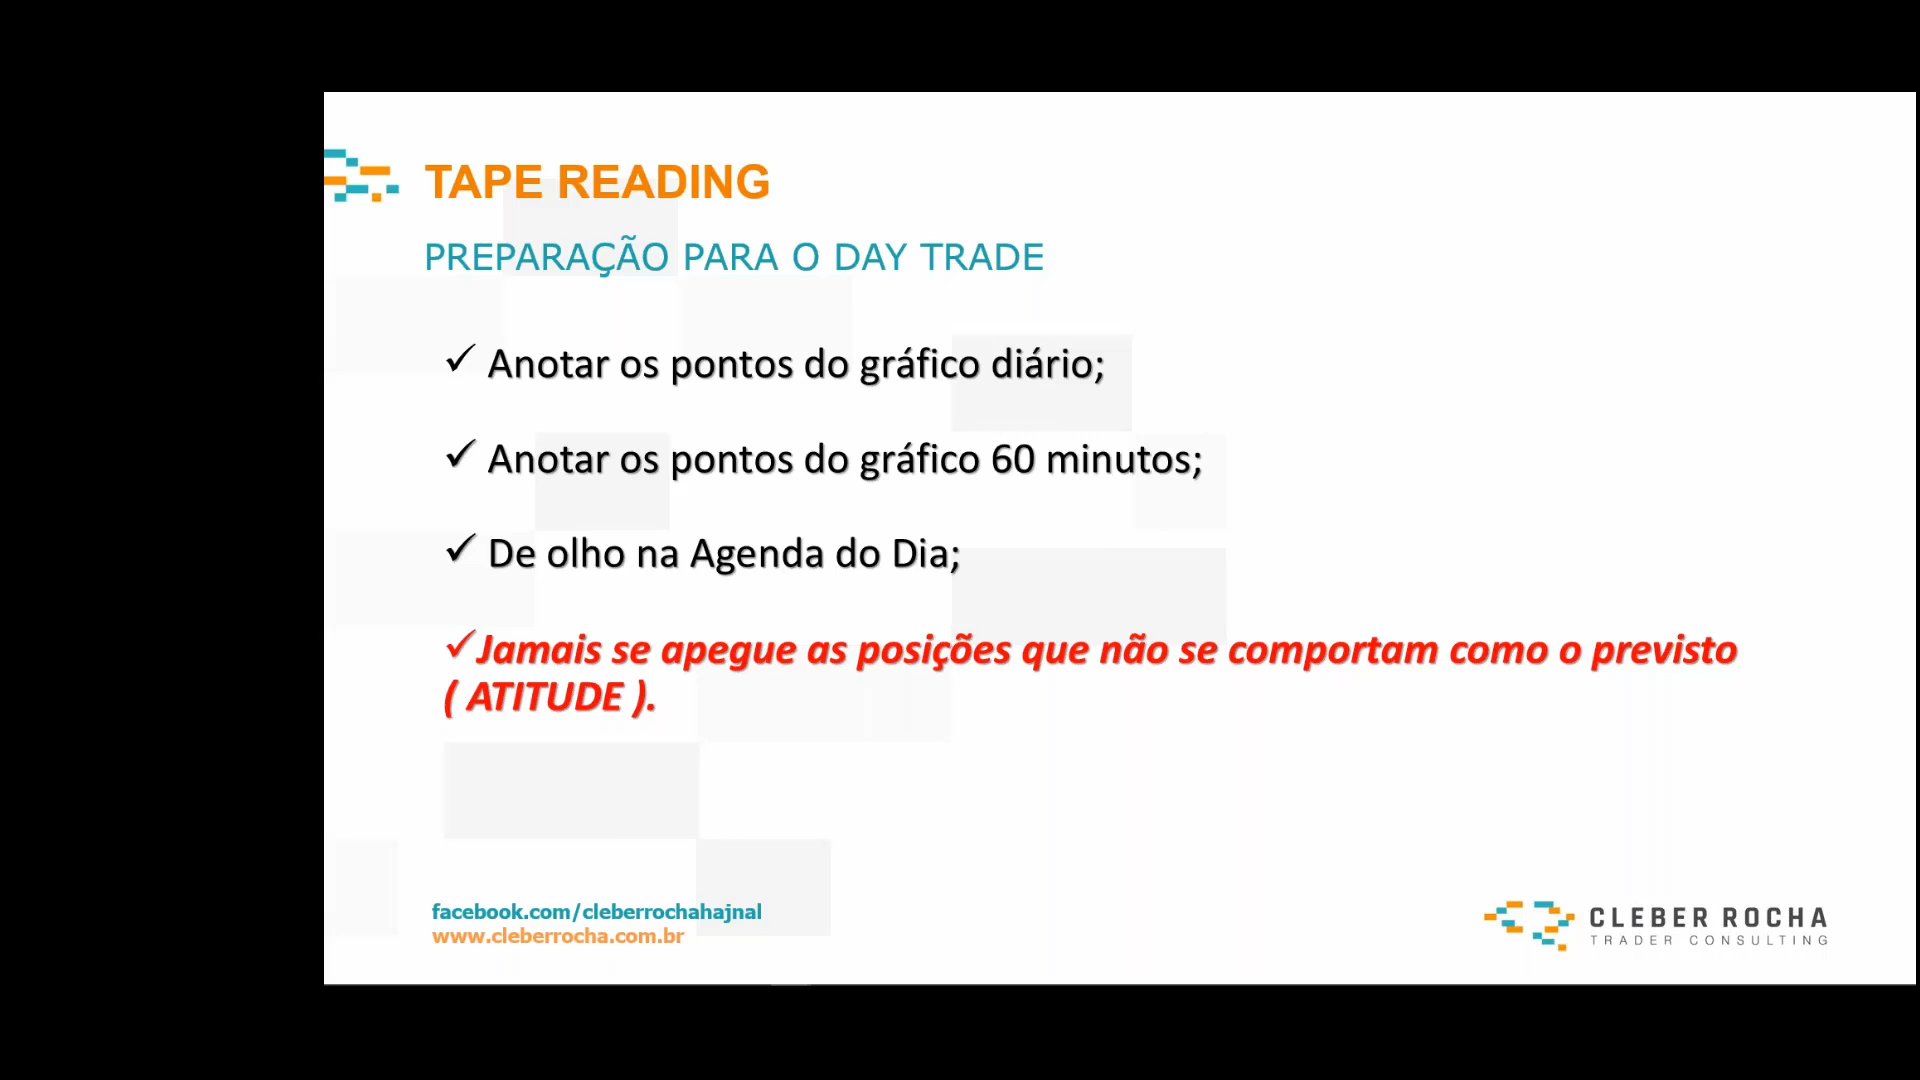 TAPE READING
PREPARAÇÃO PARA O DAY TRADE
✓ Anotar os pontos do gráfico diário;
✓ Anotar os pontos do gráfico 60 minutos;
✓ De olho na Agenda do Dia;
✓Jamais se apegue as posições que não se comportam como o previsto
( ATITUDE ).
facebook.com/cleberrochahajnal
www.cleberrocha.com.br
CLEBER ROCHA
TRADER CONSULTING